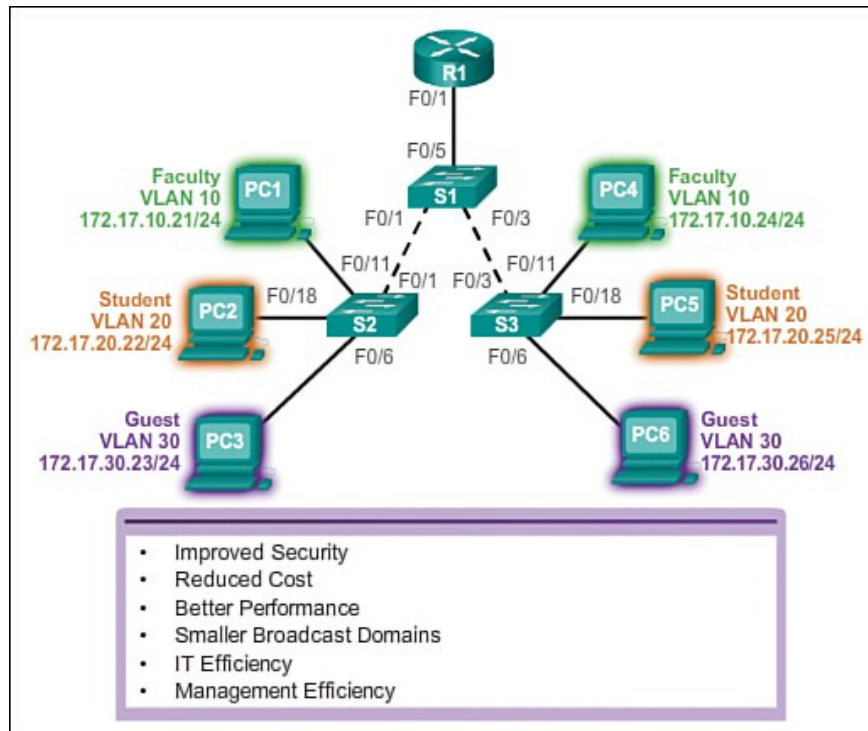 R1
F0/1
F0/5
S1
F0/1
F0/3
Faculty
VLAN 10
172.17.10.21/24
PC1
PC4
Faculty
VLAN 10
172.17.10.24/24
F0/11
F0/1
F0/3
F0/11
Student
VLAN 20
172.17.20.22/24
PC2
F0/18
S2
S3
F0/18
PC5
Student
VLAN 20
172.17.20.25/24
F0/6
F0/6
Guest
VLAN 30
172.17.30.23/24
PC3
PC6
Guest
VLAN 30
172.17.30.26/24
• Improved Security
• Reduced Cost
• Better Performance
• Smaller Broadcast Domains
• IT Efficiency
• Management Efficiency